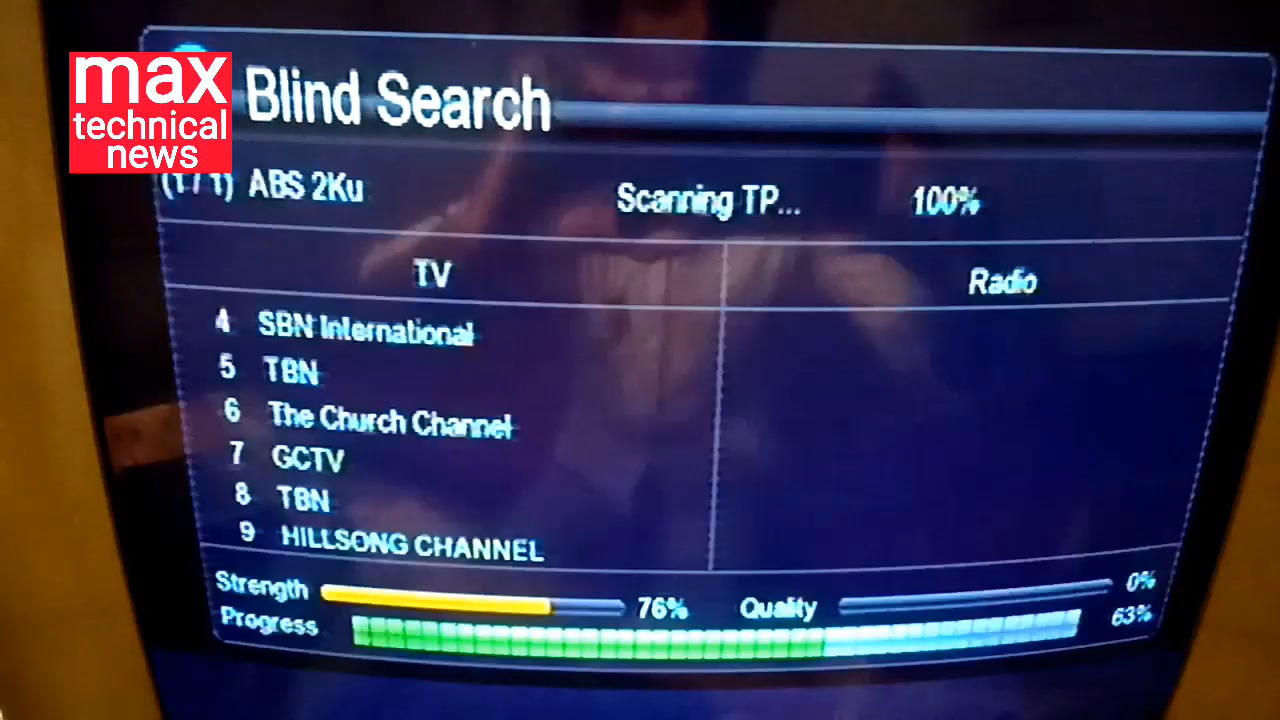 max
technical
news
Blind Search
(1 / 1) ABS 2Ku Scanning TP... 100%
TV Radio
4 SBN International
5 TBN
6 The Church Channel
7 GCTV
8 TBN
9 HILLSONG CHANNEL
Strength 76% Quality 0%
Progress 63%